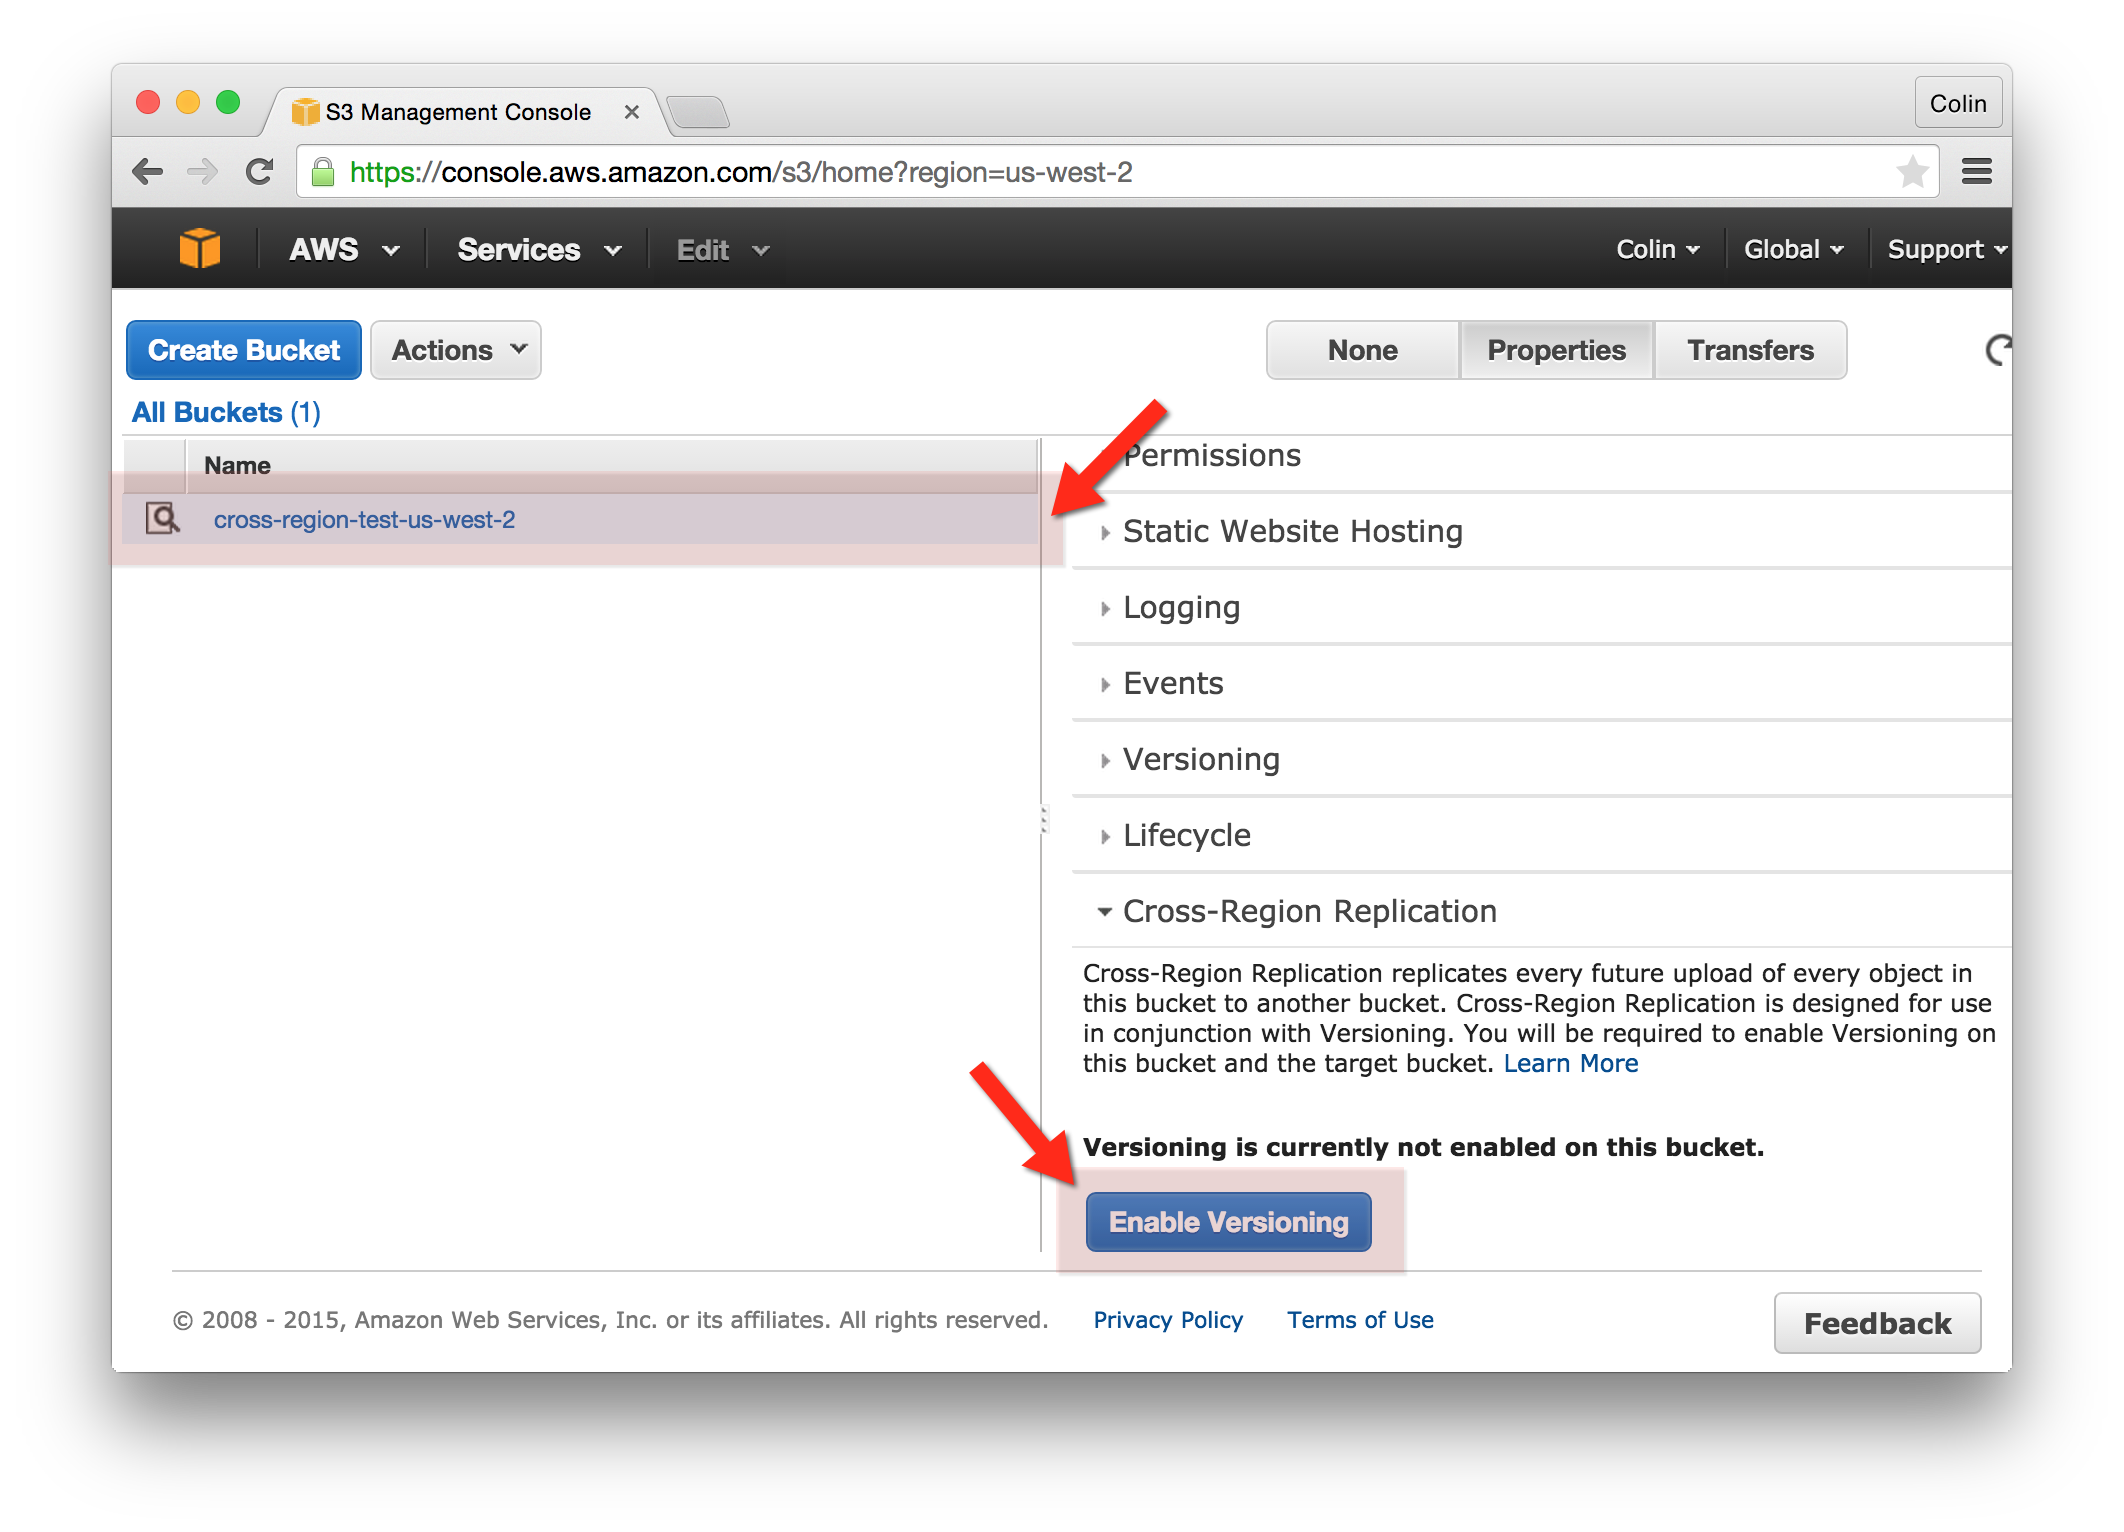 S3 Management Console
Colin
https://console.aws.amazon.com/s3/home?region=us-west-2
AWS Services Edit Colin Global Support
Create Bucket Actions None Properties Transfers
All Buckets (1)
Name
cross-region-test-us-west-2
Permissions
Static Website Hosting
Logging
Events
Versioning
Lifecycle
Cross-Region Replication
Cross-Region Replication replicates every future upload of every object in
this bucket to another bucket. Cross-Region Replication is designed for use
in conjunction with Versioning. You will be required to enable Versioning on
this bucket and the target bucket. Learn More
Versioning is currently not enabled on this bucket.
Enable Versioning
© 2008 - 2015, Amazon Web Services, Inc. or its affiliates. All rights reserved. Privacy Policy Terms of Use
Feedback